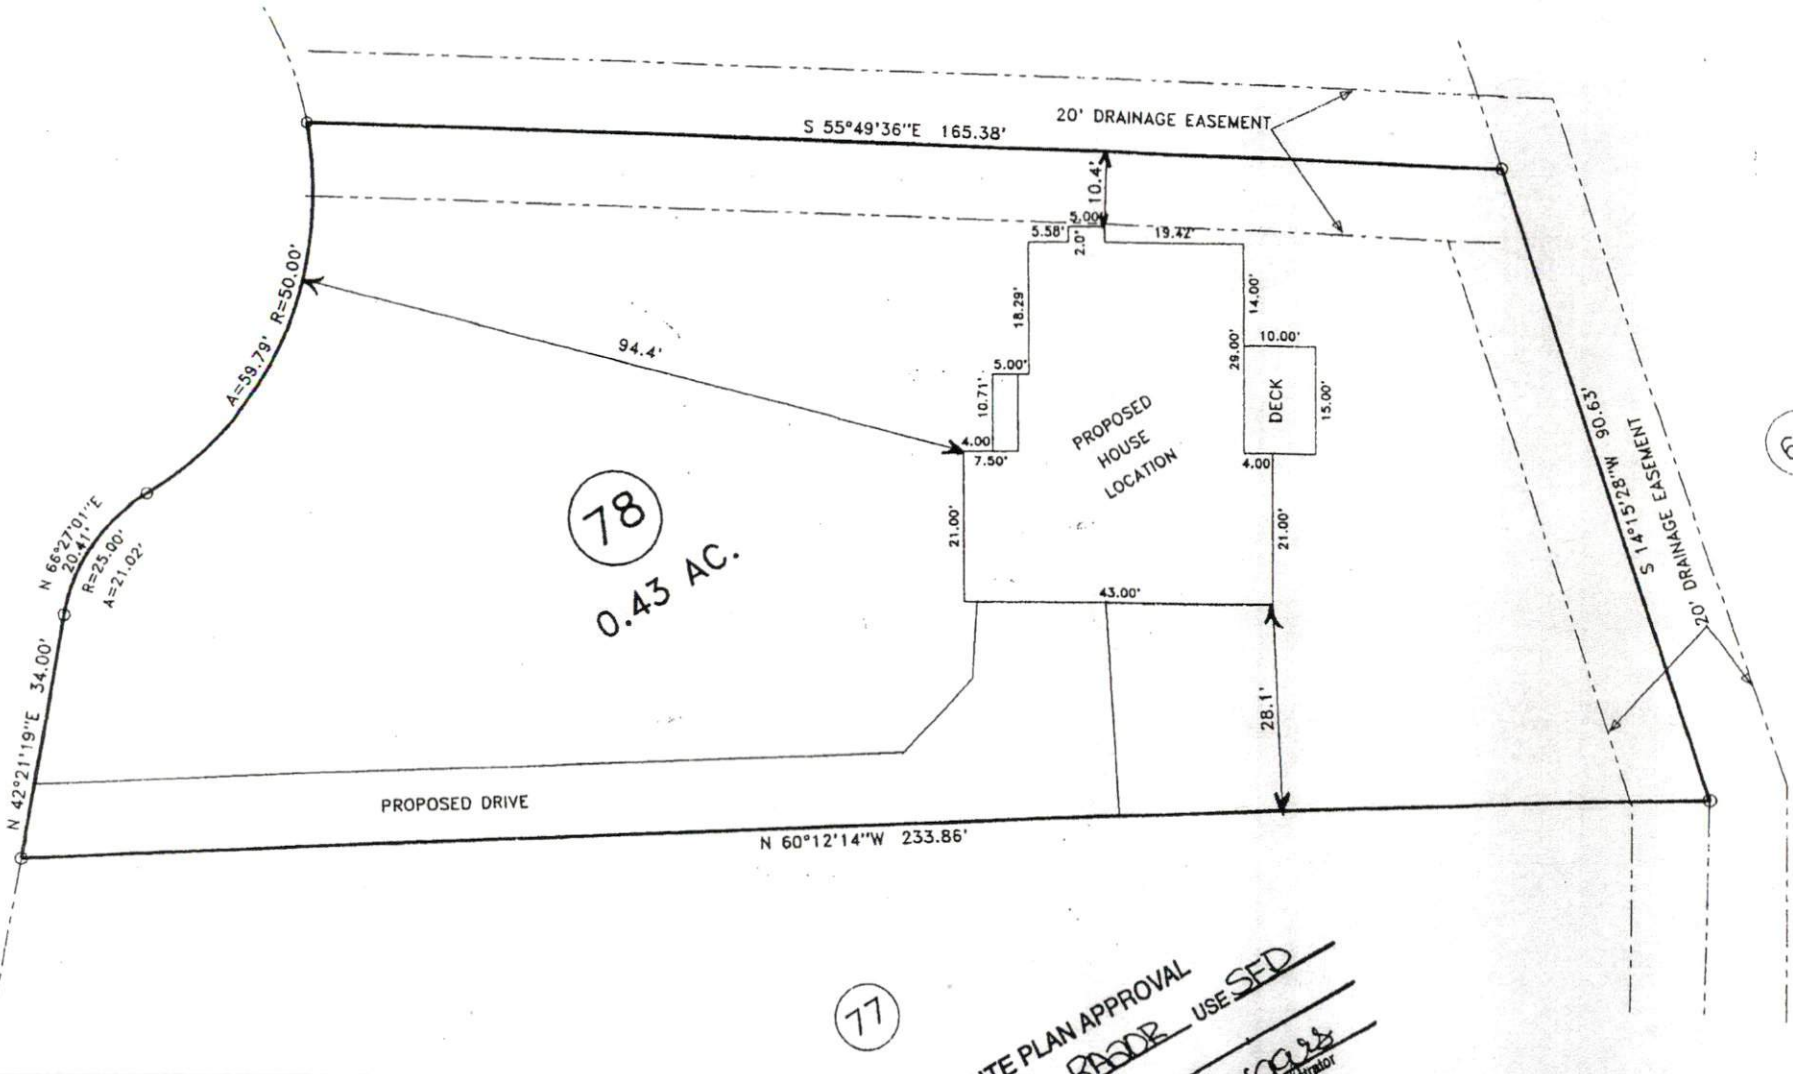 S 55°49'36"E 165.38'
20' DRAINAGE EASEMENT
10.4'
5.00'
5.58'
2.0'
19.42'
18.29'
14.00'
A=59.79' R=50.00'
94.4'
5.00'
10.71'
29.00'
10.00'
DECK
15.00'
PROPOSED
HOUSE
LOCATION
4.00
7.50'
4.00
S 14°15'28"W 90.63'
20' DRAINAGE EASEMENT
6
N 66°27'01"E
20.41'
R=25.00'
A=21.02'
78
0.43 AC.
21.00'
21.00'
43.00'
N 42°21'19"E 34.00'
28.1'
PROPOSED DRIVE
N 60°12'14"W 233.86'
77
ITE PLAN APPROVAL
USE SFD